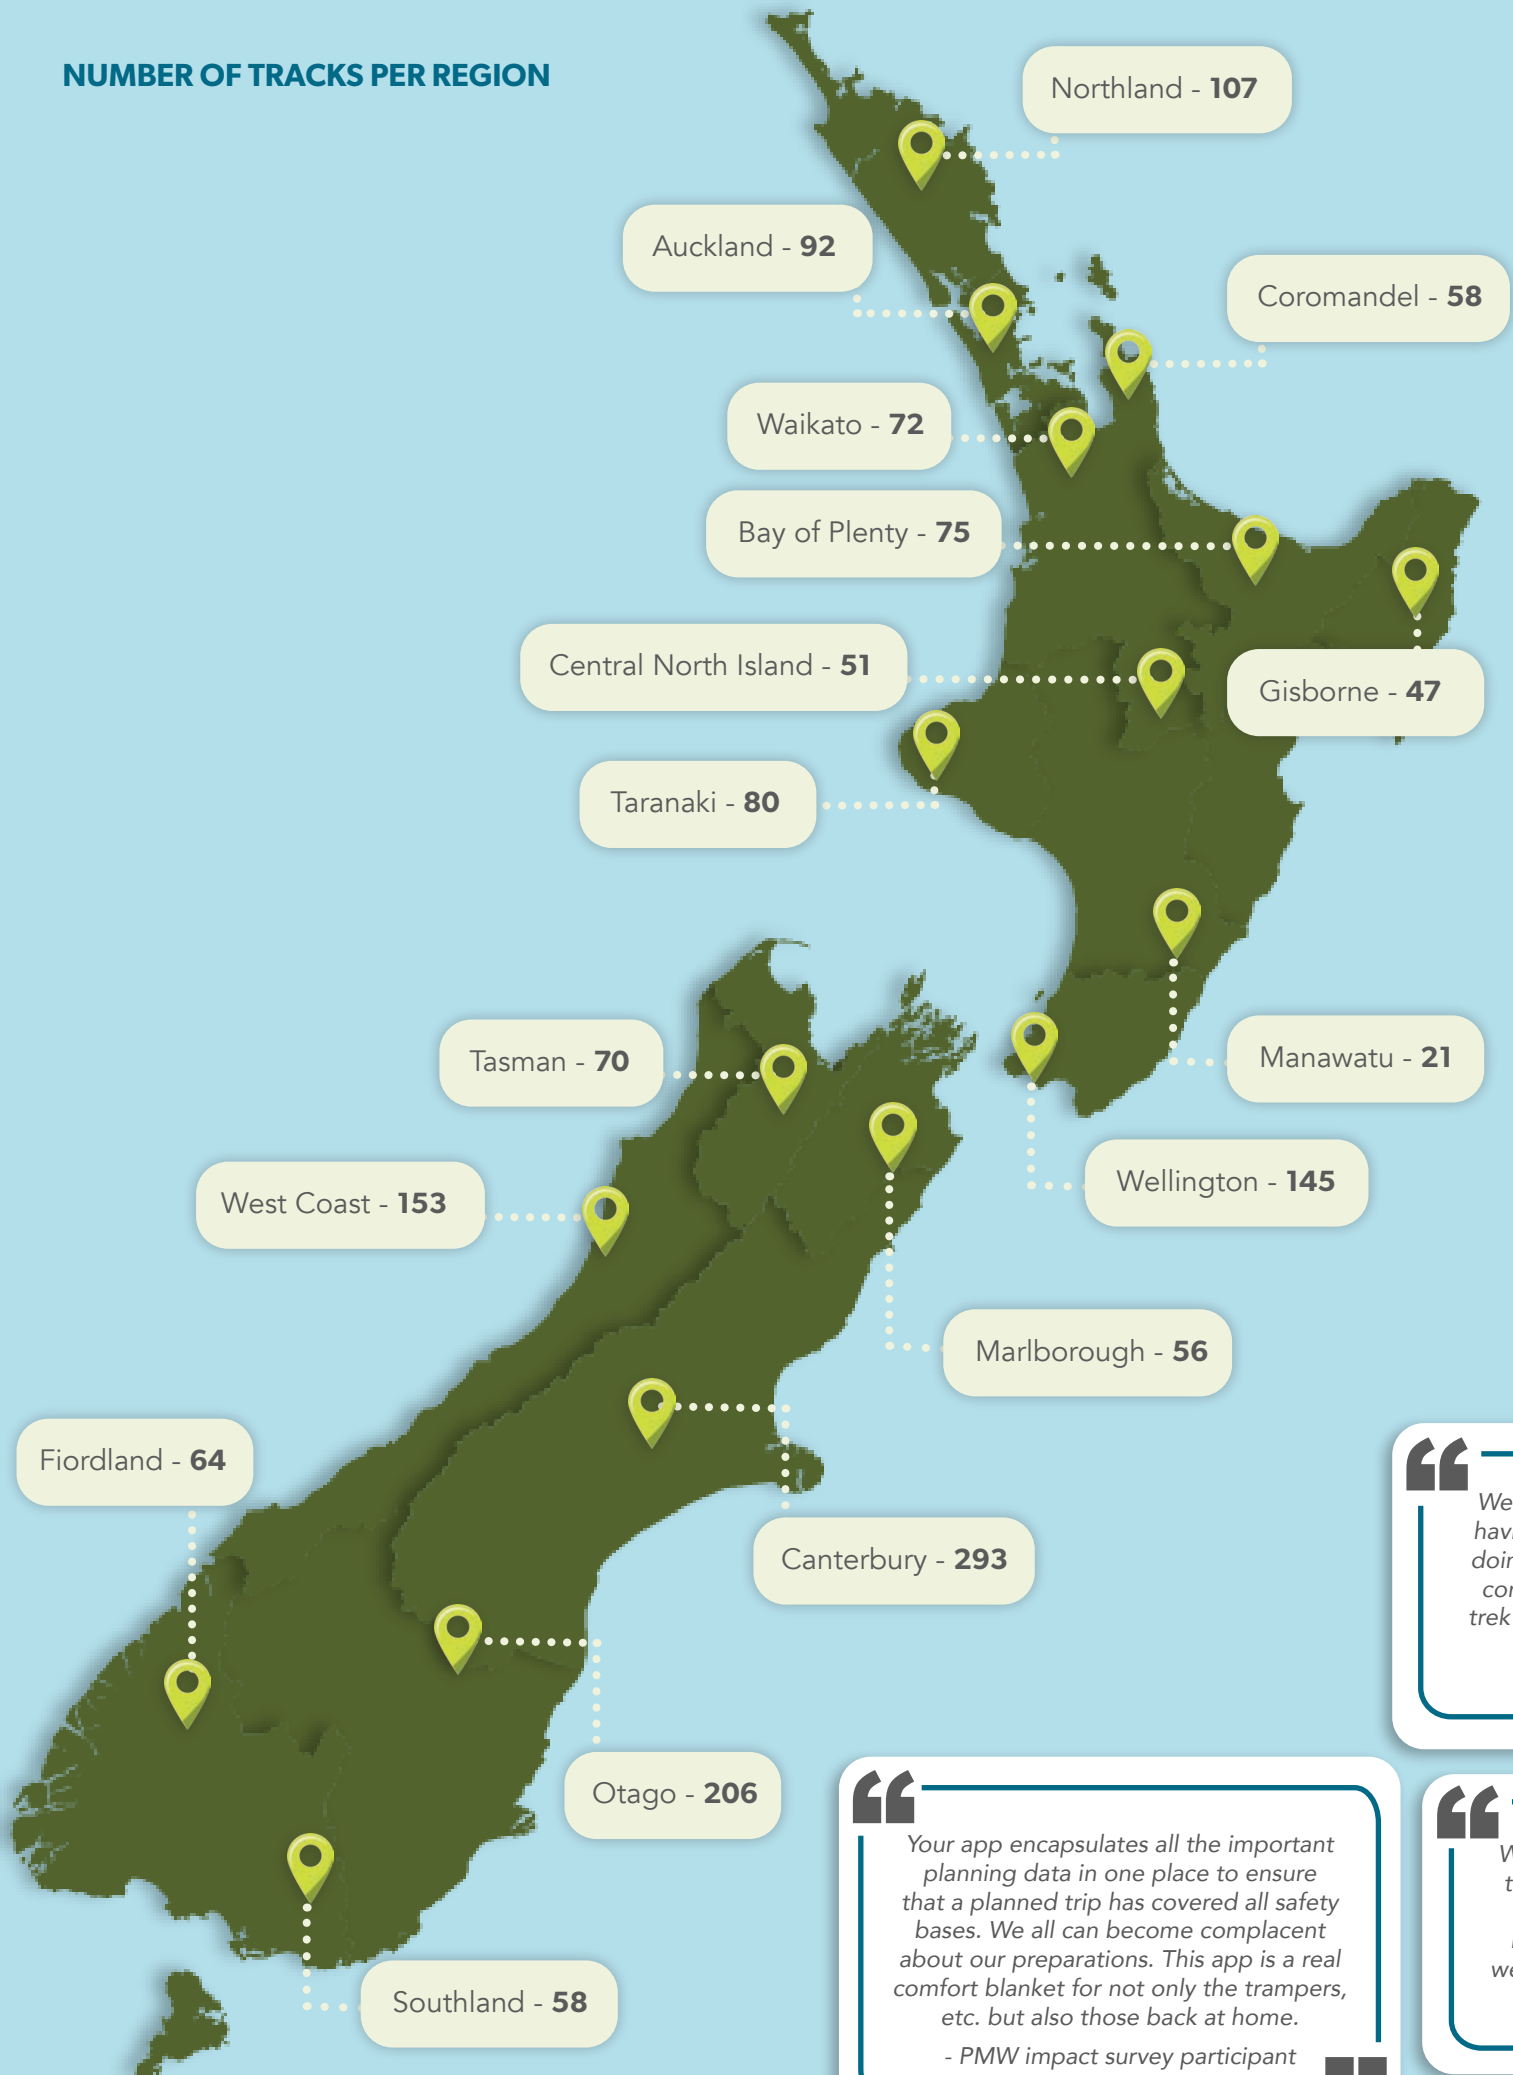 NUMBER OF TRACKS PER REGION
Northland - 107
Auckland - 92
Coromandel - 58
Waikato - 72
Bay of Plenty - 75
Central North Island - 51
Gisborne - 47
Taranaki - 80
Tasman - 70
Manawatu - 21
West Coast - 153
Wellington - 145
Marlborough - 56
Fiordland - 64
Canterbury - 293
Otago - 206
Southland - 58
“
Your app encapsulates all the important
planning data in one place to ensure
that a planned trip has covered all safety
bases. We all can become complacent
about our preparations. This app is a real
comfort blanket for not only the trampers,
etc. but also those back at home.
- PMW impact survey participant
“
We
trek
“